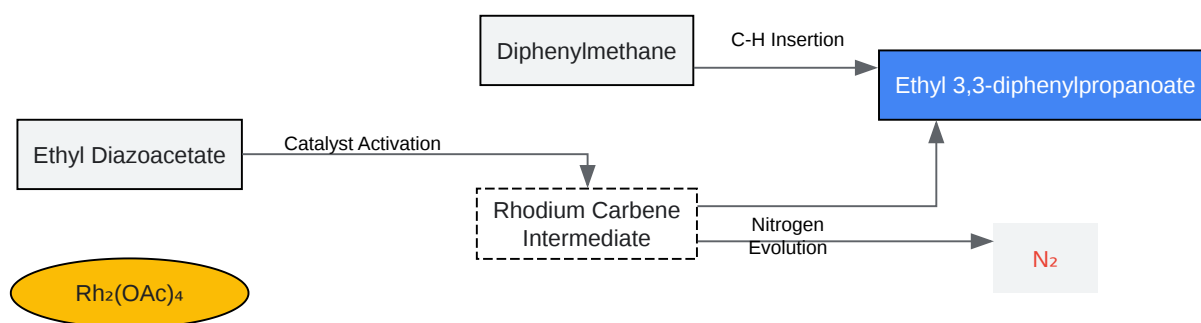 Diphenylmethane
C-H Insertion
Ethyl 3,3-diphenylpropanoate
Ethyl Diazoacetate
Catalyst Activation
Rhodium Carbene
Intermediate
Nitrogen
Evolution
N₂
Rh₂(OAc)₄